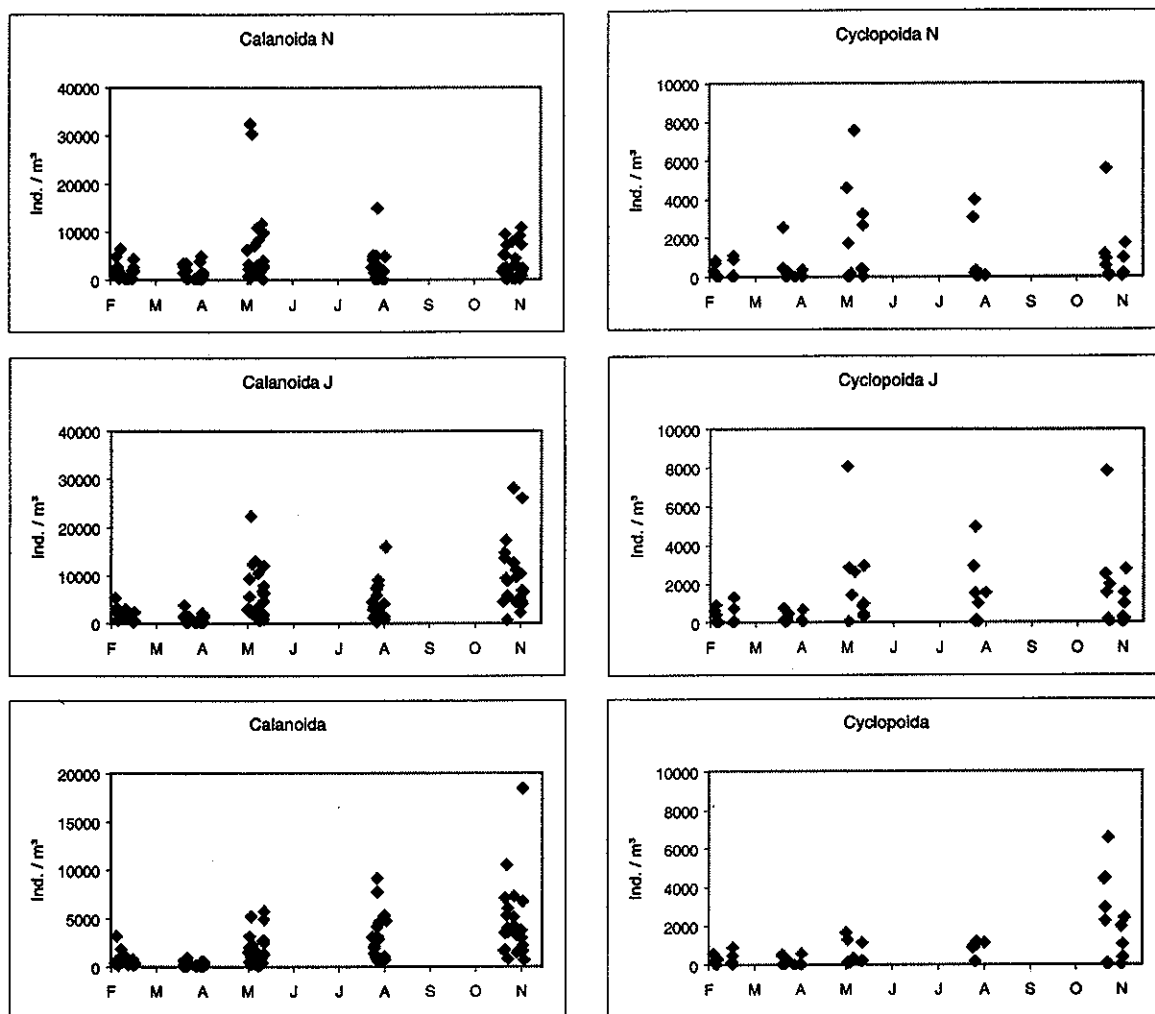 Calanoida N
40000
30000
20000
10000
0
Ind. / m³
F M A M J J A S O N
Cyclopoida N
10000
8000
6000
4000
2000
0
Ind. / m³
F M A M J J A S O N
Calanoida J
40000
30000
20000
10000
0
Ind. / m³
F M A M J J A S O N
Cyclopoida J
10000
8000
6000
4000
2000
0
Ind. / m³
F M A M J J A S O N
Calanoida
20000
15000
10000
5000
0
Ind. / m³
F M A M J J A S O N
Cyclopoida
10000
8000
6000
4000
2000
0
Ind. / m³
F M A M J J A S O N